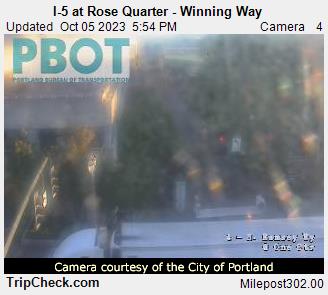 I-5 at Rose Quarter - Winning Way
Updated Oct 05 2023 5:54 PM Camera 4
PBOT
PORTLAND BUREAU OF TRANSPORTATION
Camera courtesy of the City of Portland
TripCheck.com Milepost302.00